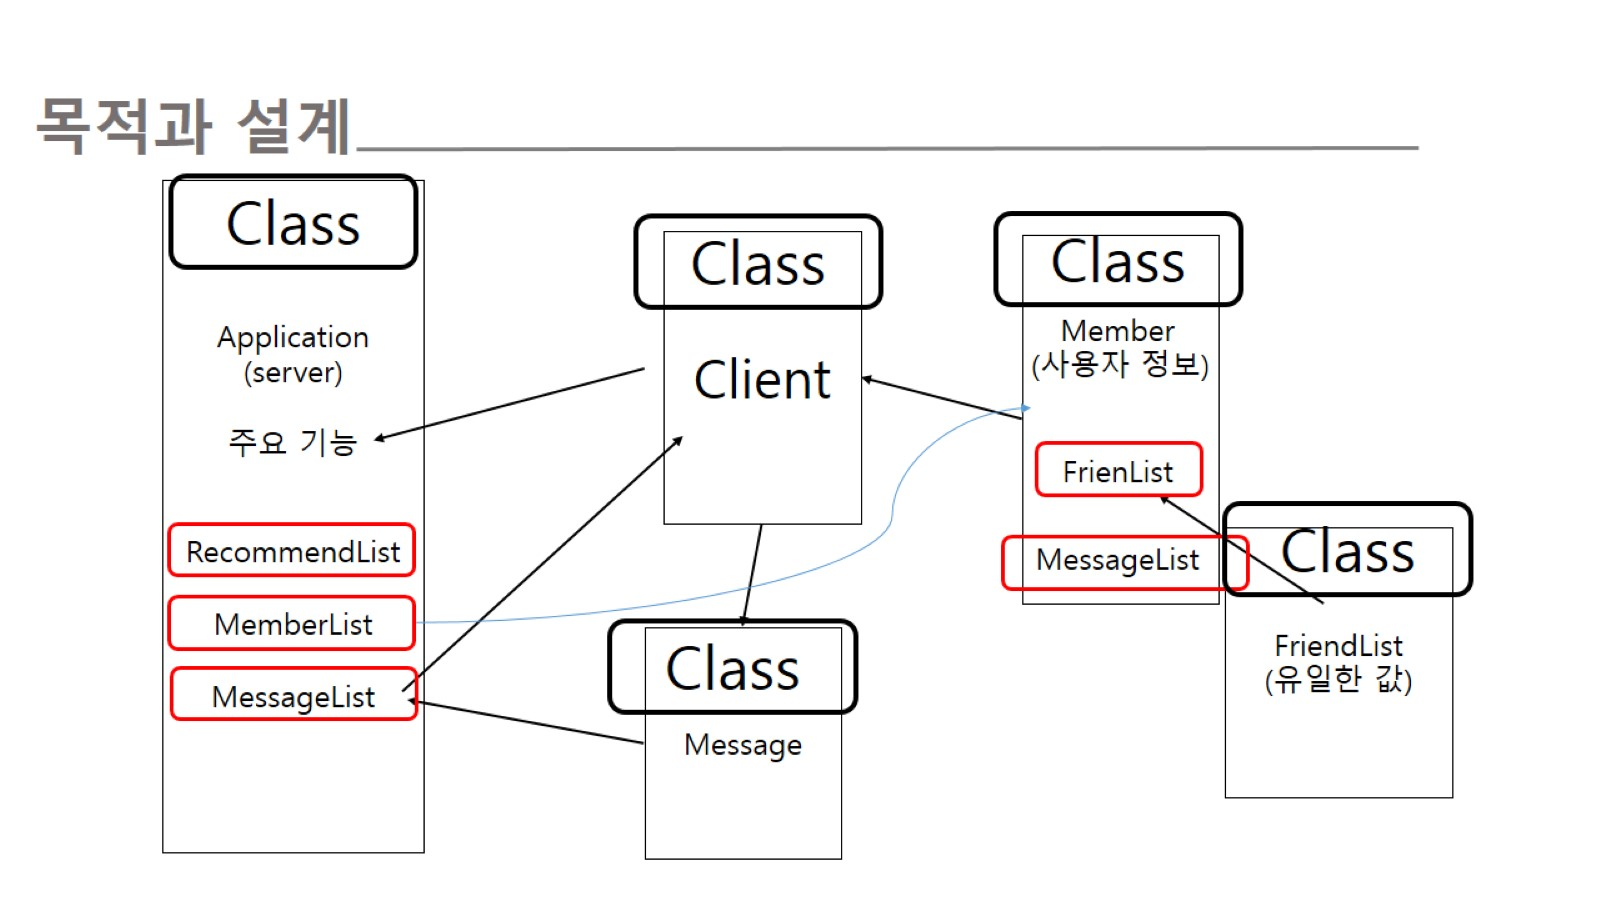 목적과 설계
Class
Application
(server)
주요 기능
RecommendList
MemberList
MessageList
Class
Client
Class
Message
Class
Member
(사용자 정보)
FrienList
MessageList
Class
FriendList
(유일한 값)